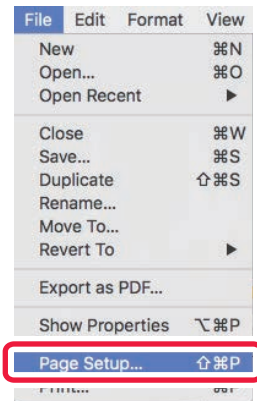 File Edit Format View
New ⌘N
Open... ⌘O
Open Recent ▶
Close ⌘W
Save... ⌘S
Duplicate ⇧⌘S
Rename...
Move To...
Revert To ▶
Export as PDF...
Show Properties ⌥⌘P
Page Setup... ⇧⌘P
Print... ⌘P